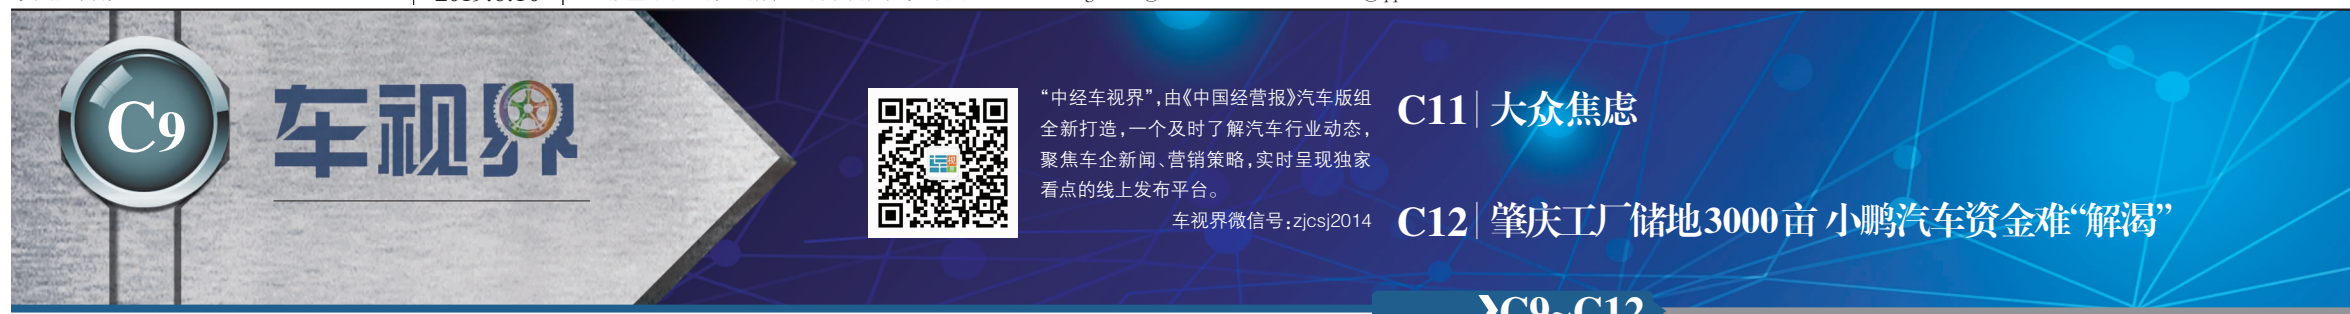 C9
车视界
“中经车视界”,由《中国经营报》汽车版组
全新打造,一个及时了解汽车行业动态,
聚焦车企新闻、营销策略,实时呈现独家
看点的线上发布平台。
车视界微信号:zjcsj2014
C11|大众焦虑
C12|肇庆工厂储地3000亩 小鹏汽车资金难“解渴”
C9~C12